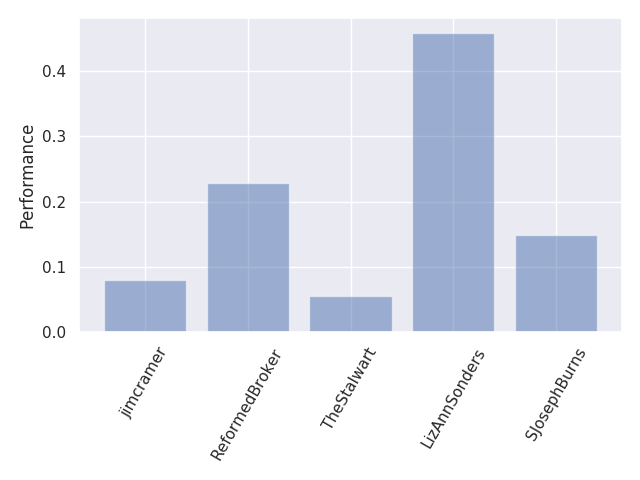 Performance
0.4
0.3
0.2
0.1
0.0
jimcramer
ReformedBroker
TheStalwart
LizAnnSonders
SJosephBurns